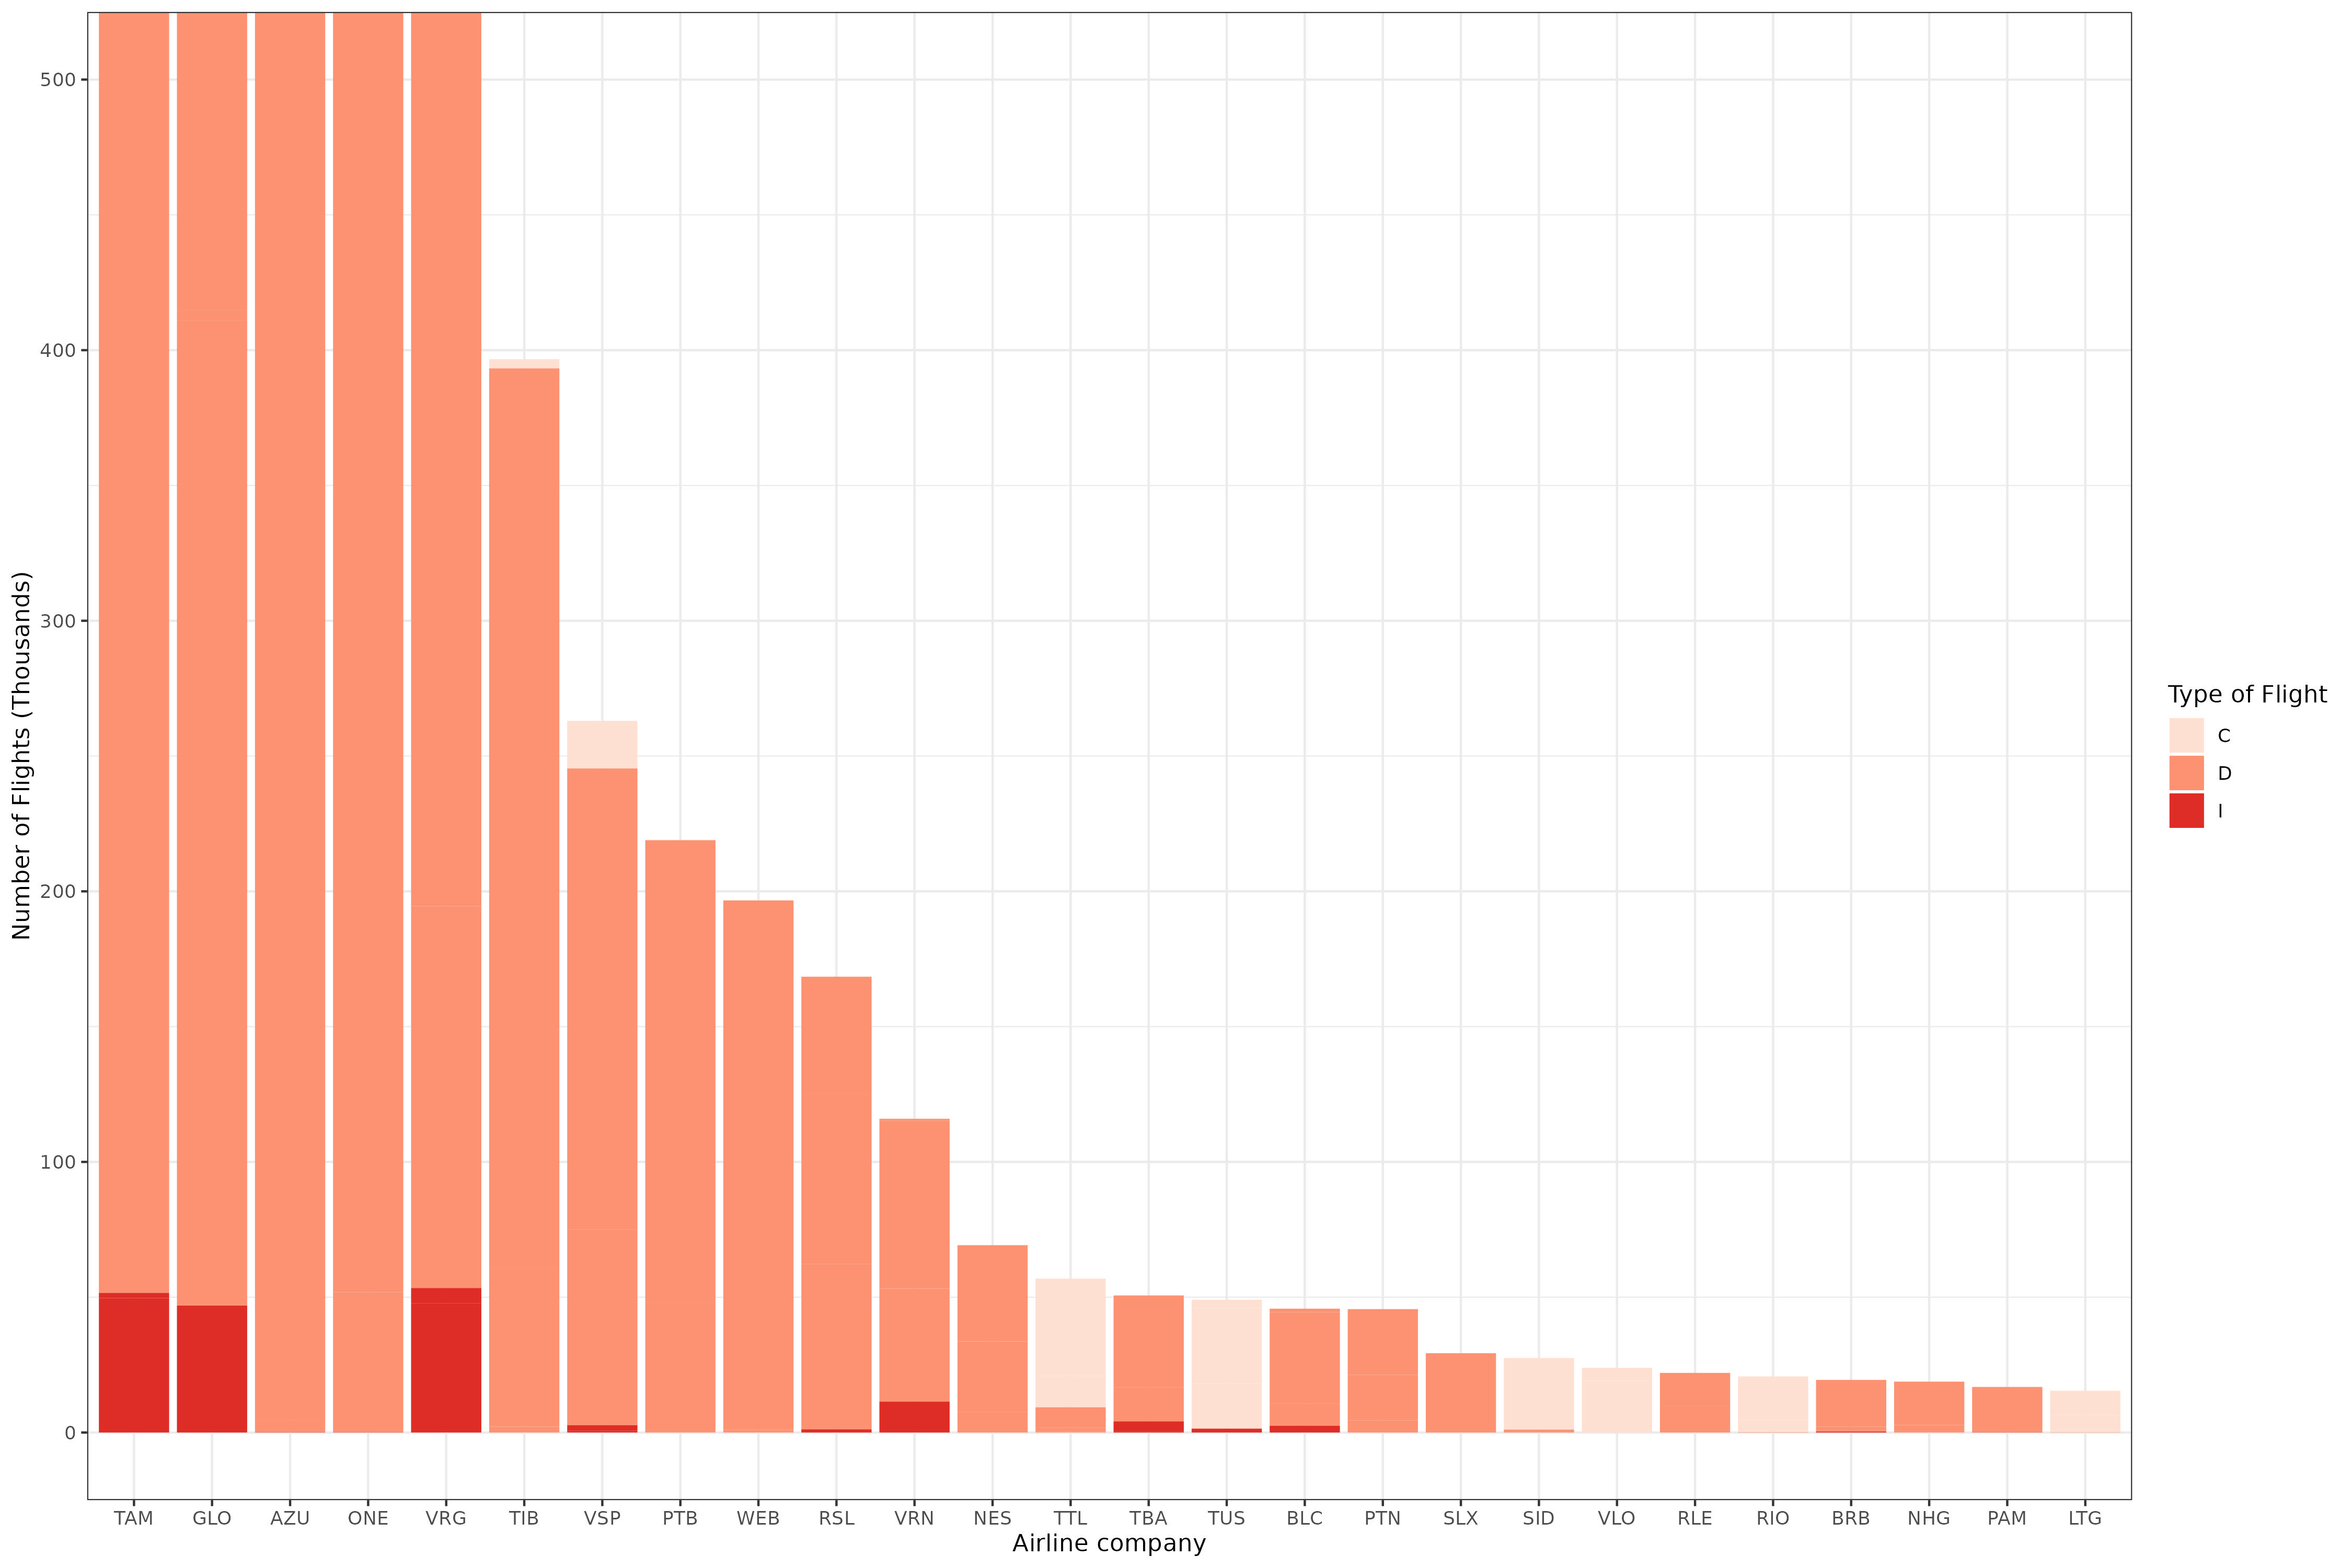 500
400
300
200
100
0
Number of Flights (Thousands)
TAM GLO AZU ONE VRG TIB VSP PTB WEB RSL VRN NES TTL TBA TUS BLC PTN SLX SID VLO RLE RIO BRB NHG PAM LTG
Airline company
Type of Flight
C
D
I